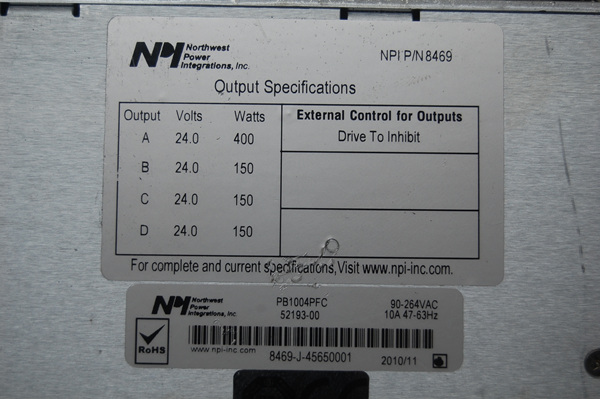 NPI Northwest
Power
Integrations, Inc.
NPI P/N 8469
Output Specifications
Output Volts Watts
External Control for Outputs
A 24.0 400
Drive To Inhibit
B 24.0 150
C 24.0 150
D 24.0 150
For complete and current specifications, Visit www.npi-inc.com.
NPI Northwest
Power
Integrations, Inc.
PB1004PFC
52193-00
90-264VAC
10A 47-63Hz
RoHS
www.npi-inc.com
8469-J-45650001
2010/11